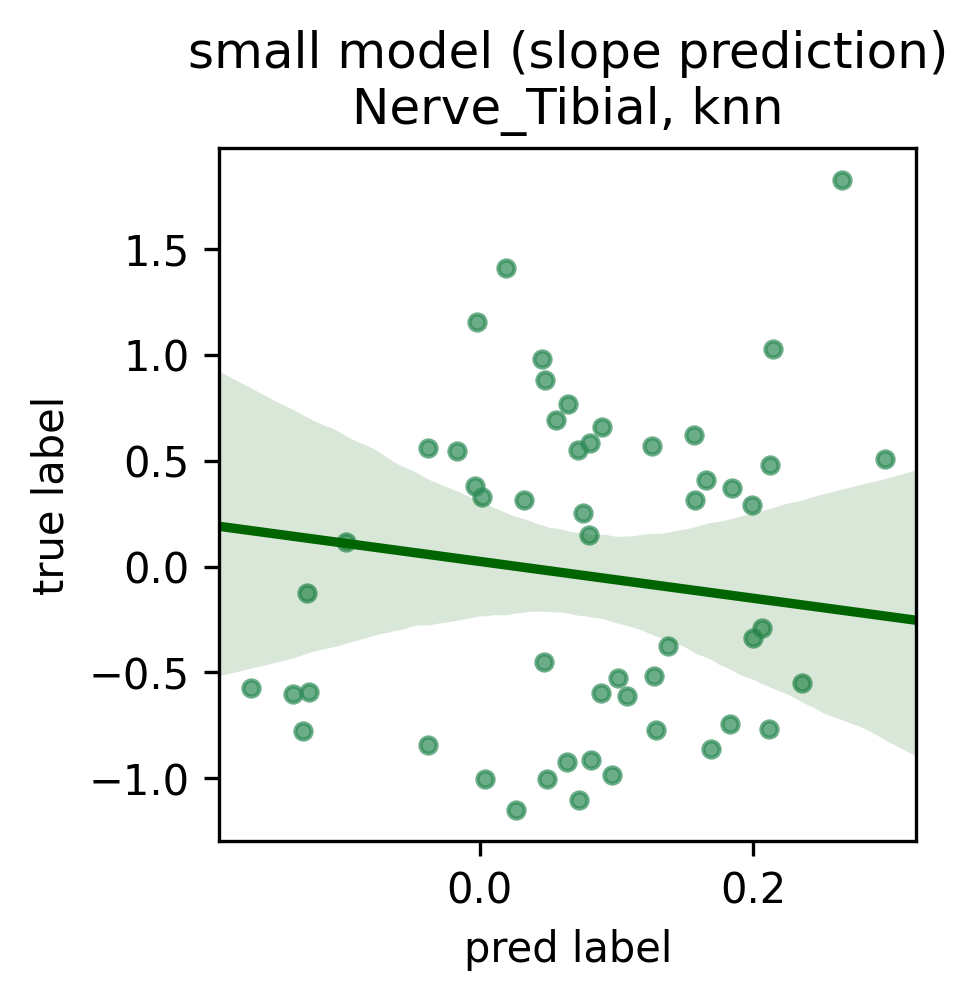 small model (slope prediction)
Nerve_Tibial, knn
1.5
1.0
0.5
0.0
−0.5
−1.0
true label
0.0 0.2
pred label